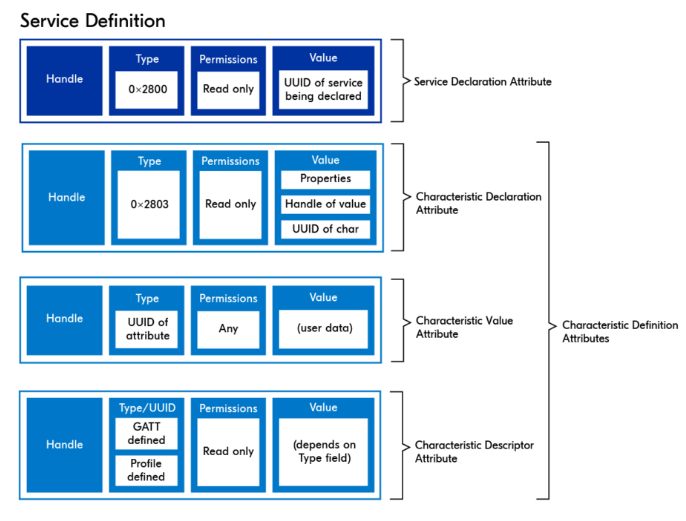 Service Definition
Handle
Type
0×2800
Permissions
Read only
Value
UUID of service
being declared
Service Declaration Attribute
Handle
Type
0×2803
Permissions
Read only
Value
Properties
Handle of value
UUID of char
Characteristic Declaration
Attribute
Handle
Type
UUID of
attribute
Permissions
Any
Value
(user data)
Characteristic Value
Attribute
Handle
Type/UUID
GATT
defined
Profile
defined
Permissions
Read only
Value
(depends on
Type field)
Characteristic Descriptor
Attribute
Characteristic Definition
Attributes